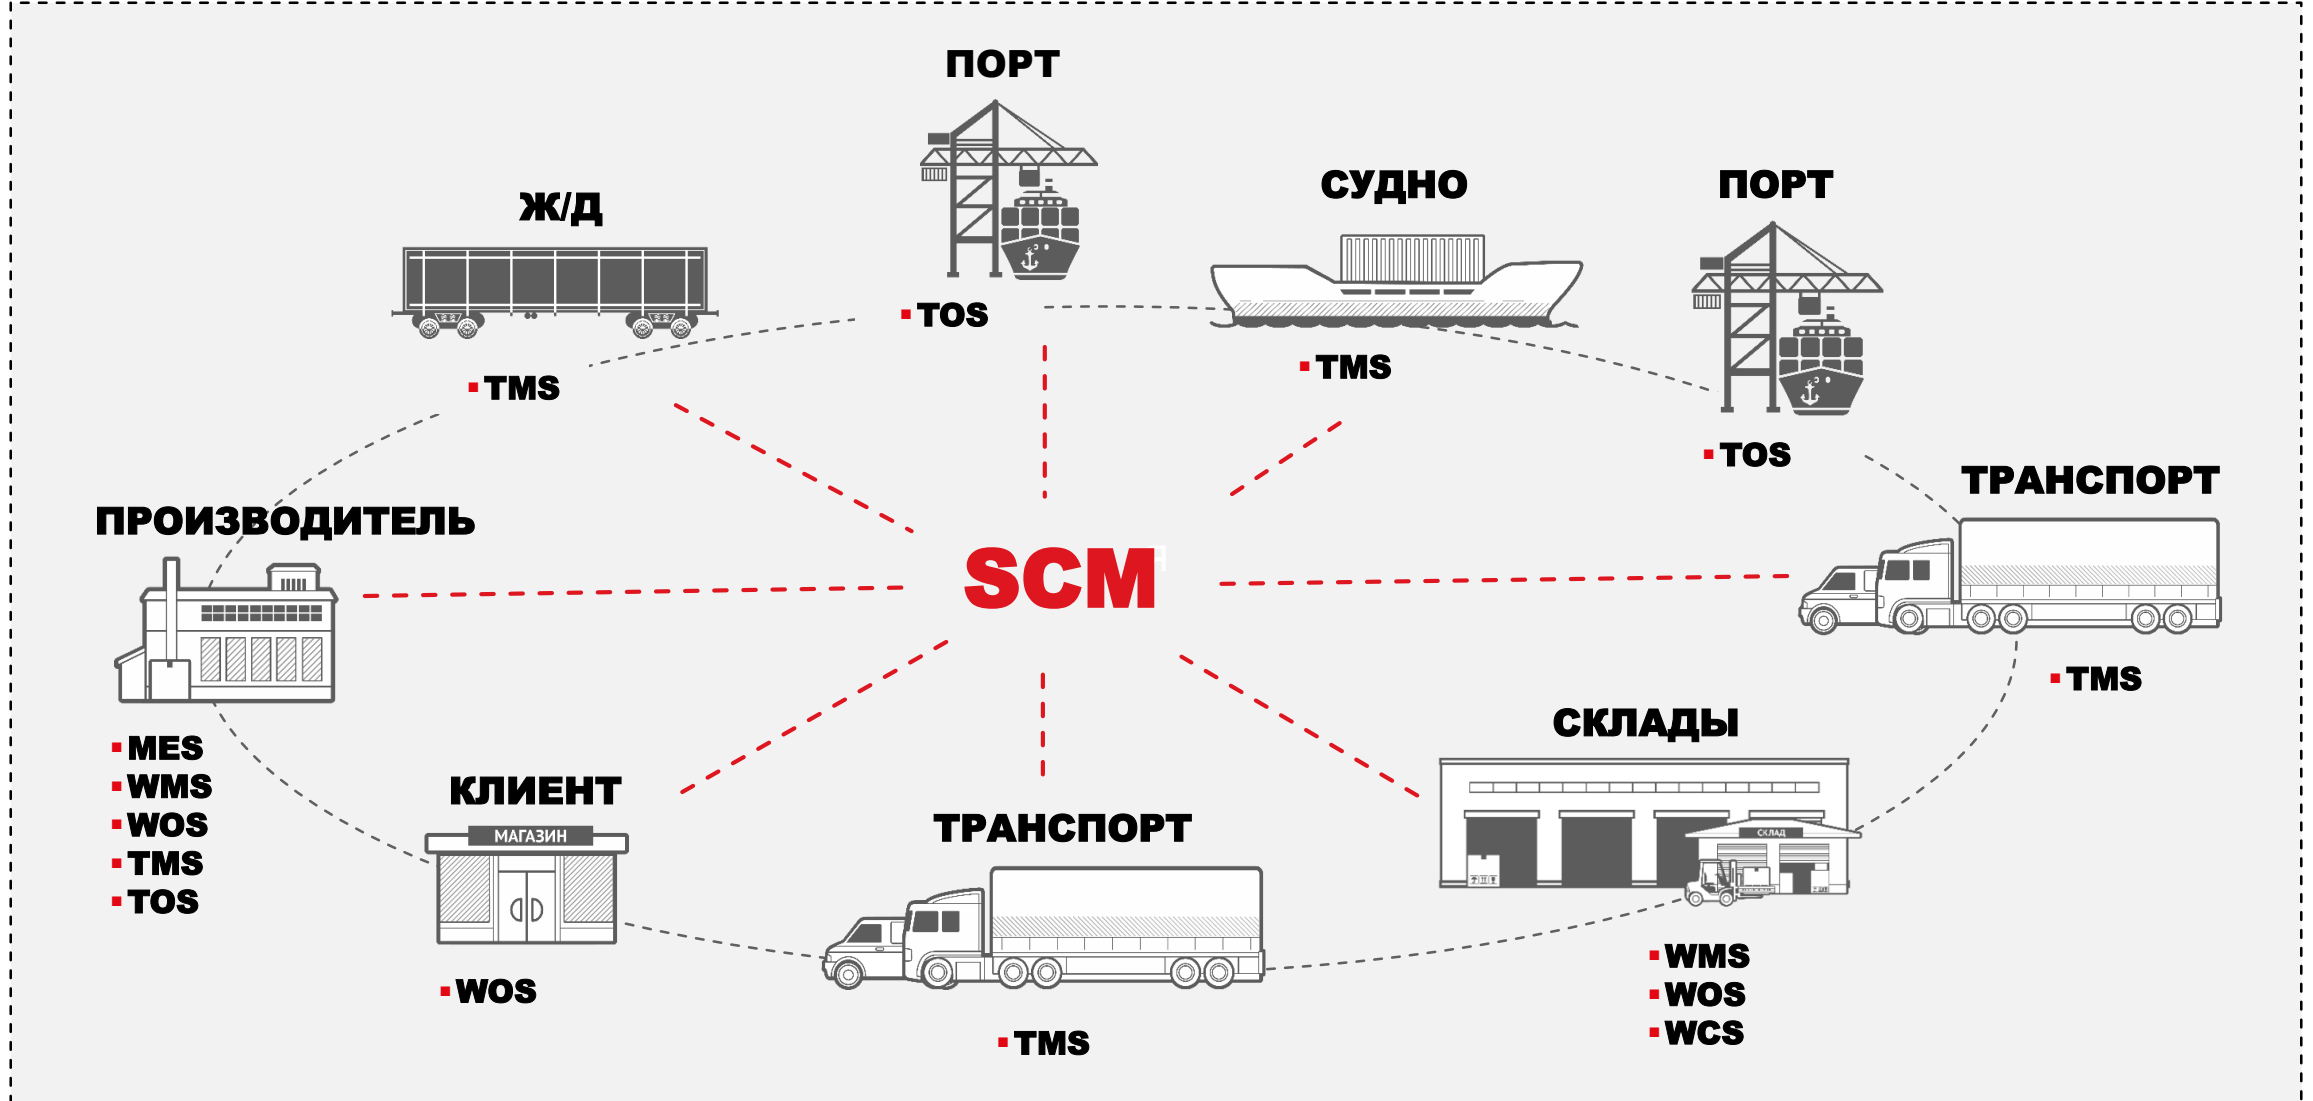 ПОРТ
TOS
СУДНО
TMS
ПОРТ
TOS
Ж/Д
TMS
ТРАНСПОРТ
TMS
ПРОИЗВОДИТЕЛЬ
MES
WMS
WOS
TMS
TOS
SCM
СКЛАДЫ
СКЛАД
WMS
WOS
WCS
КЛИЕНТ
МАГАЗИН
WOS
ТРАНСПОРТ
TMS